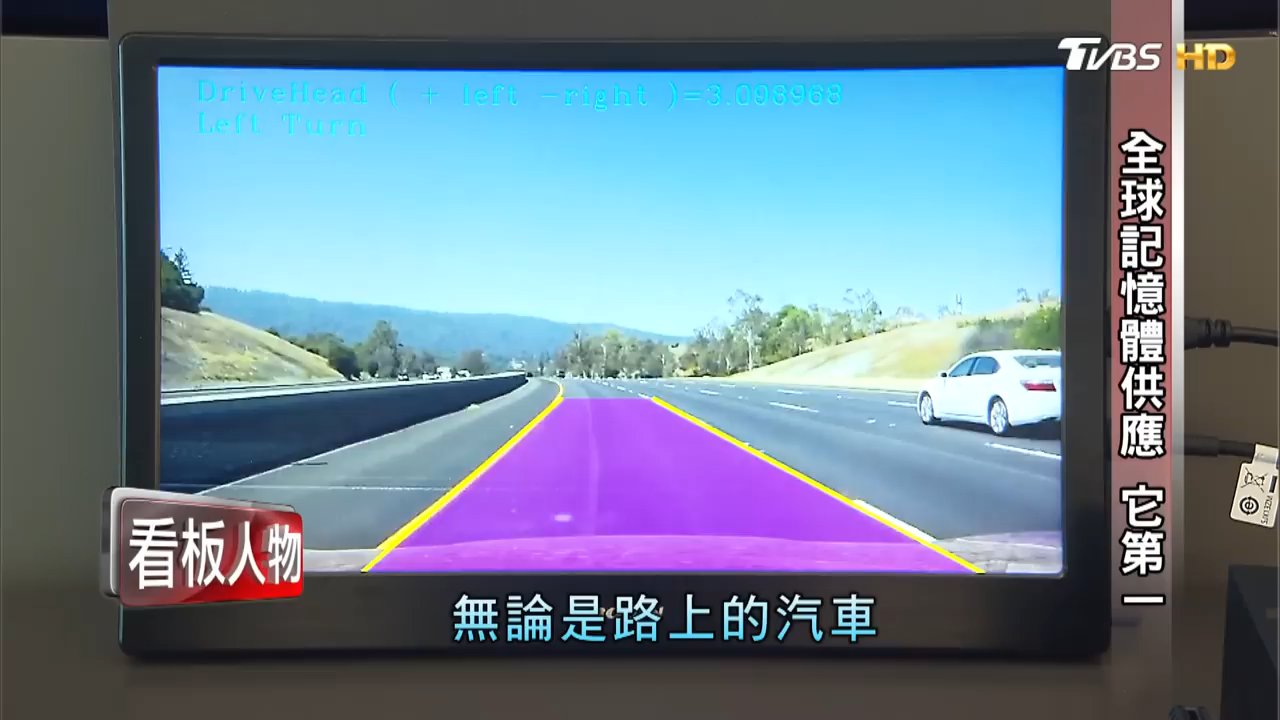 TVBS HD
DriveHead ( + left -right )=3.098968
Left Turn
全球記憶體供應 它第一
看板人物
無論是路上的汽車